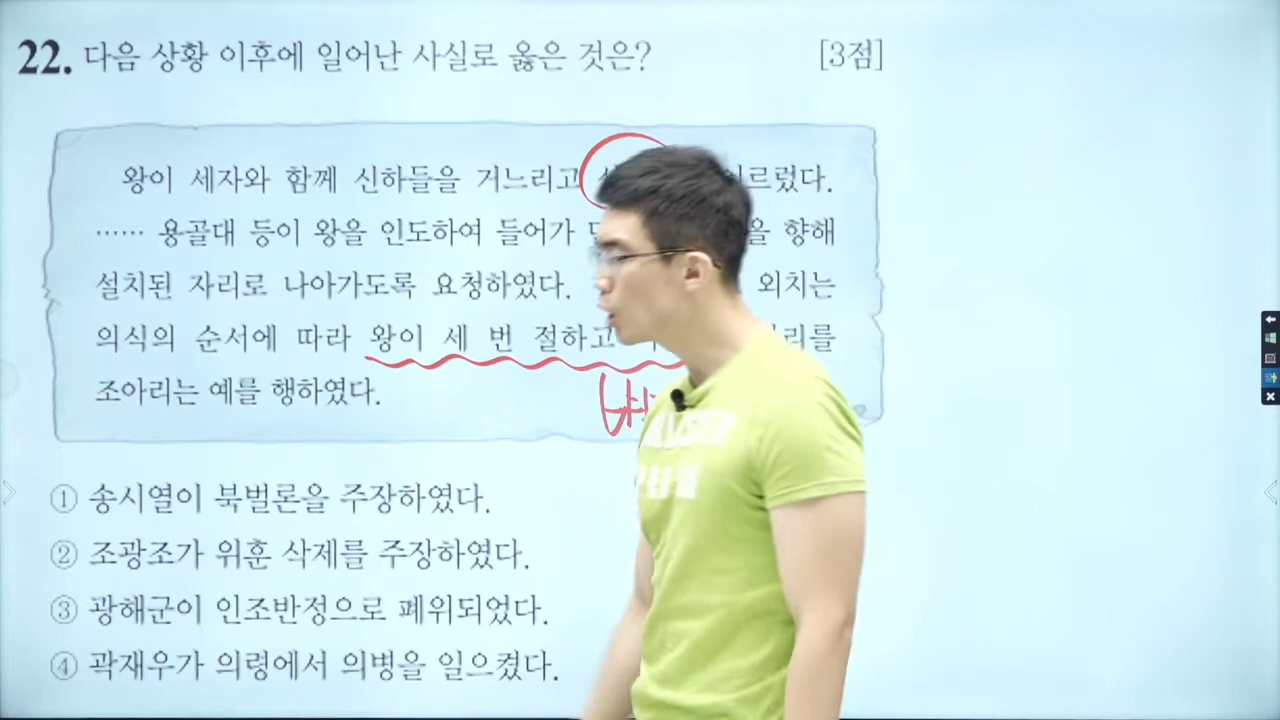 22. 다음 상황 이후에 일어난 사실로 옳은 것은? [3점]
왕이 세자와 함께 신하들을 거느리고
…… 용골대 등이 왕을 인도하여 들어가 향해
설치된 자리로 나아가도록 요청하였다. 외치는
의식의 순서에 따라 왕이 세 번 절하고
조아리는 예를 행하였다.
① 송시열이 북벌론을 주장하였다.
② 조광조가 위훈 삭제를 주장하였다.
③ 광해군이 인조반정으로 폐위되었다.
④ 곽재우가 의령에서 의병을 일으켰다.